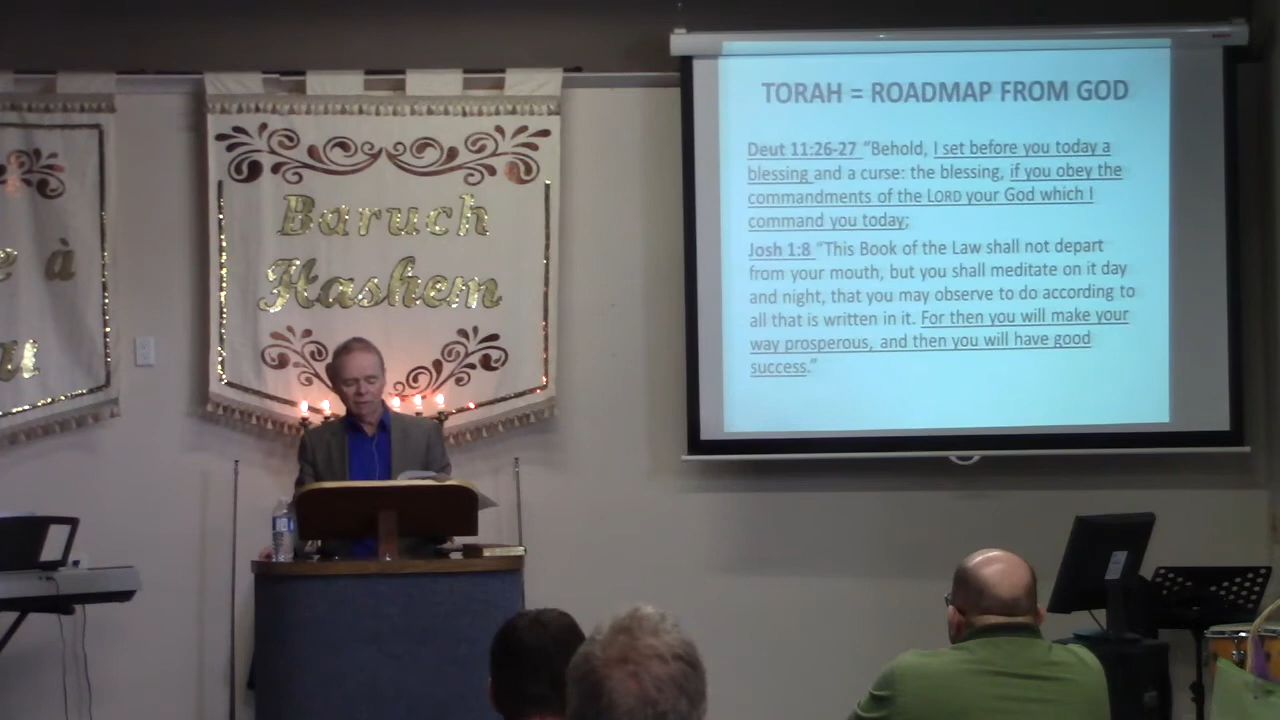 e à
Baruch
Hashem
TORAH = ROADMAP FROM GOD
Deut 11:26-27 "Behold, I set before you today a
blessing and a curse: the blessing, if you obey the
commandments of the LORD your God which I
command you today;
Josh 1:8 "This Book of the Law shall not depart
from your mouth, but you shall meditate on it day
and night, that you may observe to do according to
all that is written in it. For then you will make your
way prosperous, and then you will have good
success."